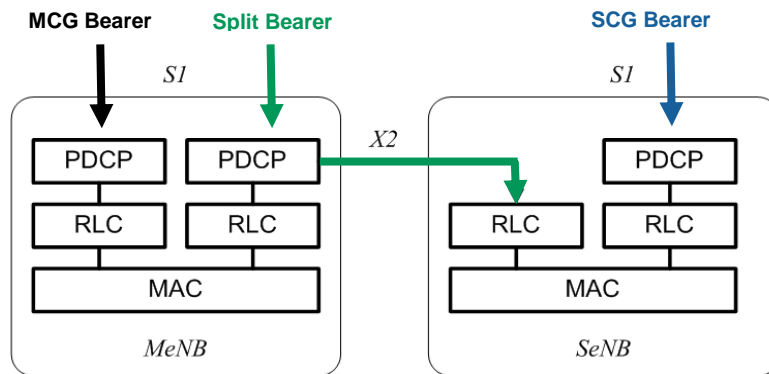 MCG Bearer
Split Bearer
SCG Bearer
S1
S1
X2
PDCP
PDCP
PDCP
RLC
RLC
RLC
RLC
MAC
MAC
MeNB
SeNB